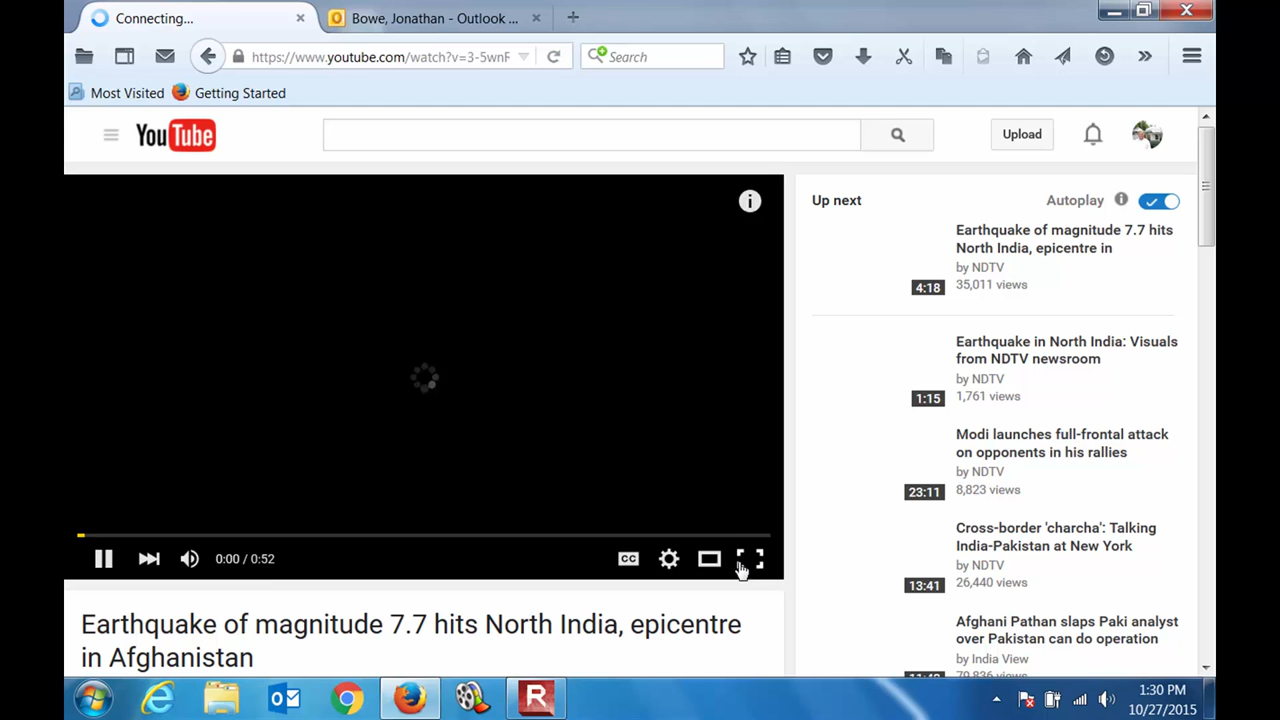 Connecting...
Bowe, Jonathan - Outlook ...
https://www.youtube.com/watch?v=3-5wnF
Search
Most Visited
Getting Started
YouTube
Upload
i
Up next
Autoplay
Earthquake of magnitude 7.7 hits
North India, epicentre in
by NDTV
35,011 views
4:18
Earthquake in North India: Visuals
from NDTV newsroom
by NDTV
1,761 views
1:15
Modi launches full-frontal attack
on opponents in his rallies
by NDTV
8,823 views
23:11
Cross-border 'charcha': Talking
India-Pakistan at New York
by NDTV
26,440 views
13:41
Afghani Pathan slaps Paki analyst
over Pakistan can do operation
by India View
79,836 views
0:00 / 0:52
CC
Earthquake of magnitude 7.7 hits North India, epicentre
in Afghanistan
R
1:30 PM
10/27/2015